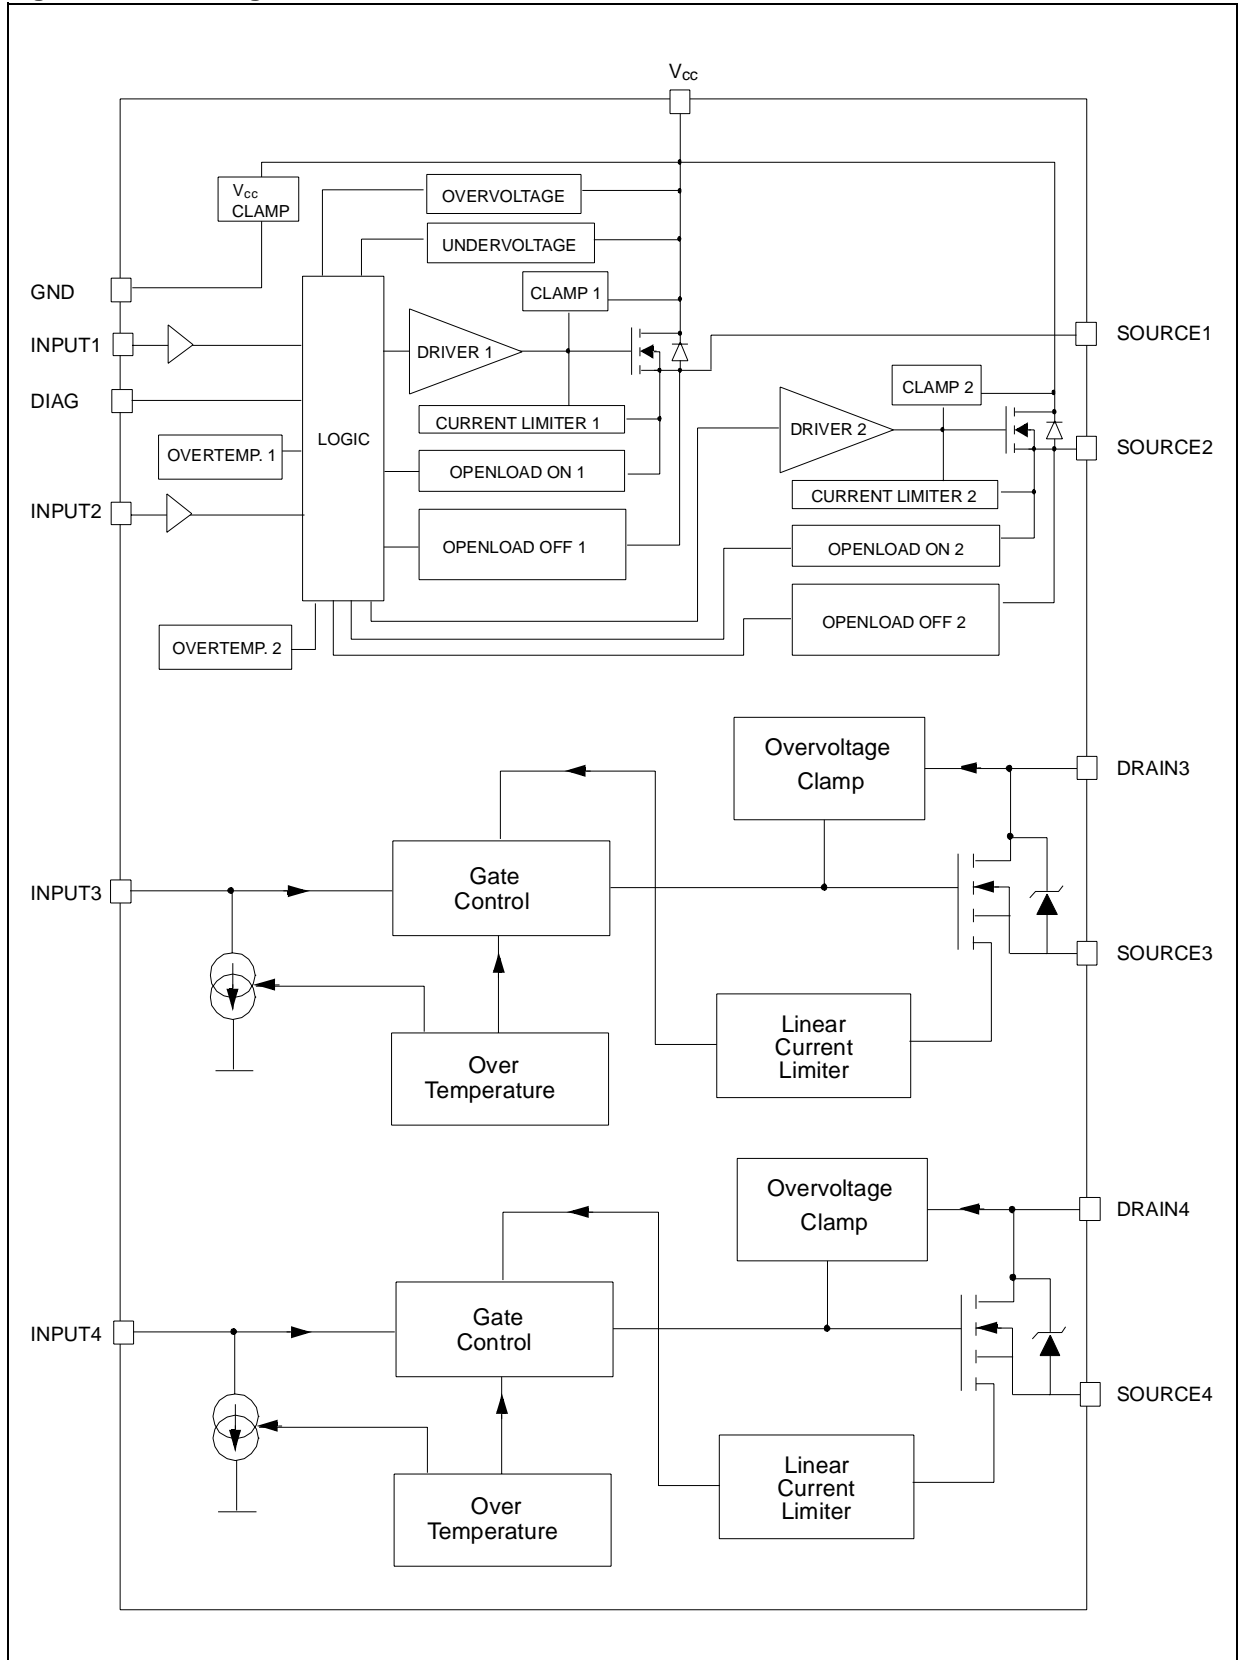 Vcc
Vcc
CLAMP
OVERVOLTAGE
UNDERVOLTAGE
GND
CLAMP 1
INPUT1
DRIVER 1
SOURCE1
DIAG
CLAMP 2
LOGIC
CURRENT LIMITER 1
DRIVER 2
OVERTEMP. 1
SOURCE2
OPENLOAD ON 1
CURRENT LIMITER 2
INPUT2
OPENLOAD OFF 1
OPENLOAD ON 2
OPENLOAD OFF 2
OVERTEMP. 2
Overvoltage
Clamp
DRAIN3
INPUT3
Gate
Control
SOURCE3
Linear
Current
Limiter
Over
Temperature
Overvoltage
Clamp
DRAIN4
INPUT4
Gate
Control
SOURCE4
Linear
Current
Limiter
Over
Temperature